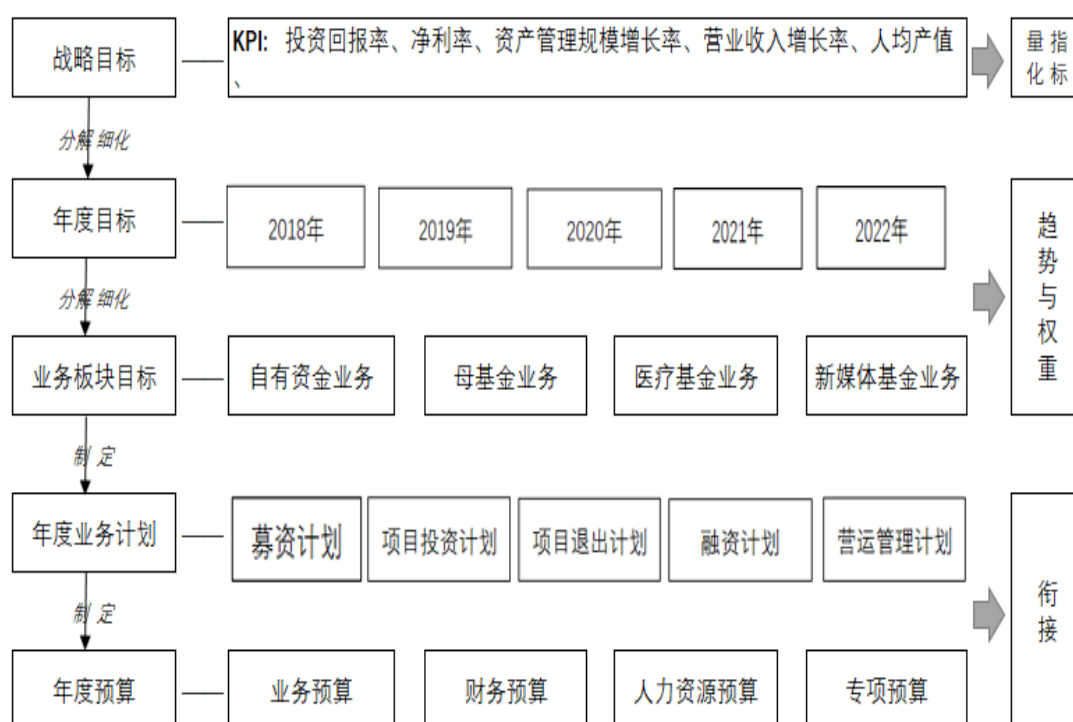 战略目标
KPI: 投资回报率、净利率、资产管理规模增长率、营业收入增长率、人均产值
、
量化
指标
分解 细化
年度目标
2018年
2019年
2020年
2021年
2022年
趋势与权重
分解 细化
业务板块目标
自有资金业务
母基金业务
医疗基金业务
新媒体基金业务
制 定
年度业务计划
募资计划
项目投资计划
项目退出计划
融资计划
营运管理计划
衔接
制 定
年度预算
业务预算
财务预算
人力资源预算
专项预算